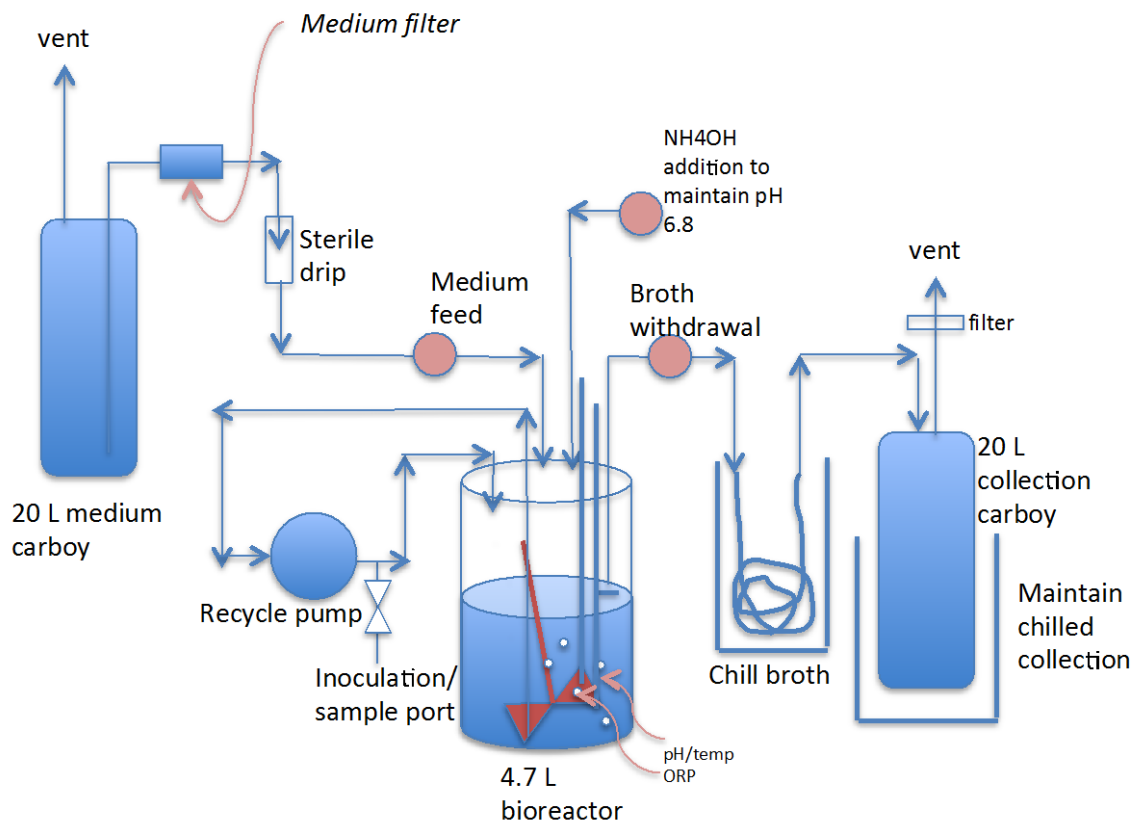 Medium filter
vent
NH4OH
addition to
maintain pH
6.8
Sterile
drip
vent
Medium
feed
Broth
withdrawal
filter
20 L
collection
carboy
20 L medium
carboy
Recycle pump
Maintain
chilled
collection
Inoculation/
sample port
Chill broth
pH/temp
ORP
4.7 L
bioreactor